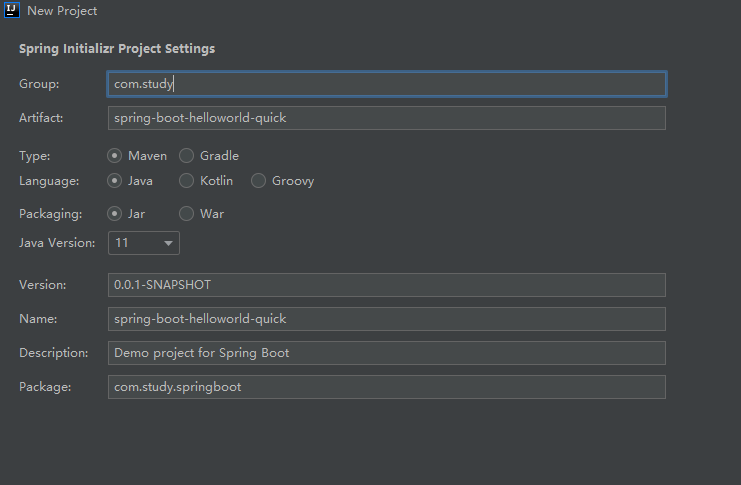 IJ New Project
Spring Initializr Project Settings
Group: com.study
Artifact: spring-boot-helloworld-quick
Type: Maven Gradle
Language: Java Kotlin Groovy
Packaging: Jar War
Java Version: 11
Version: 0.0.1-SNAPSHOT
Name: spring-boot-helloworld-quick
Description: Demo project for Spring Boot
Package: com.study.springboot